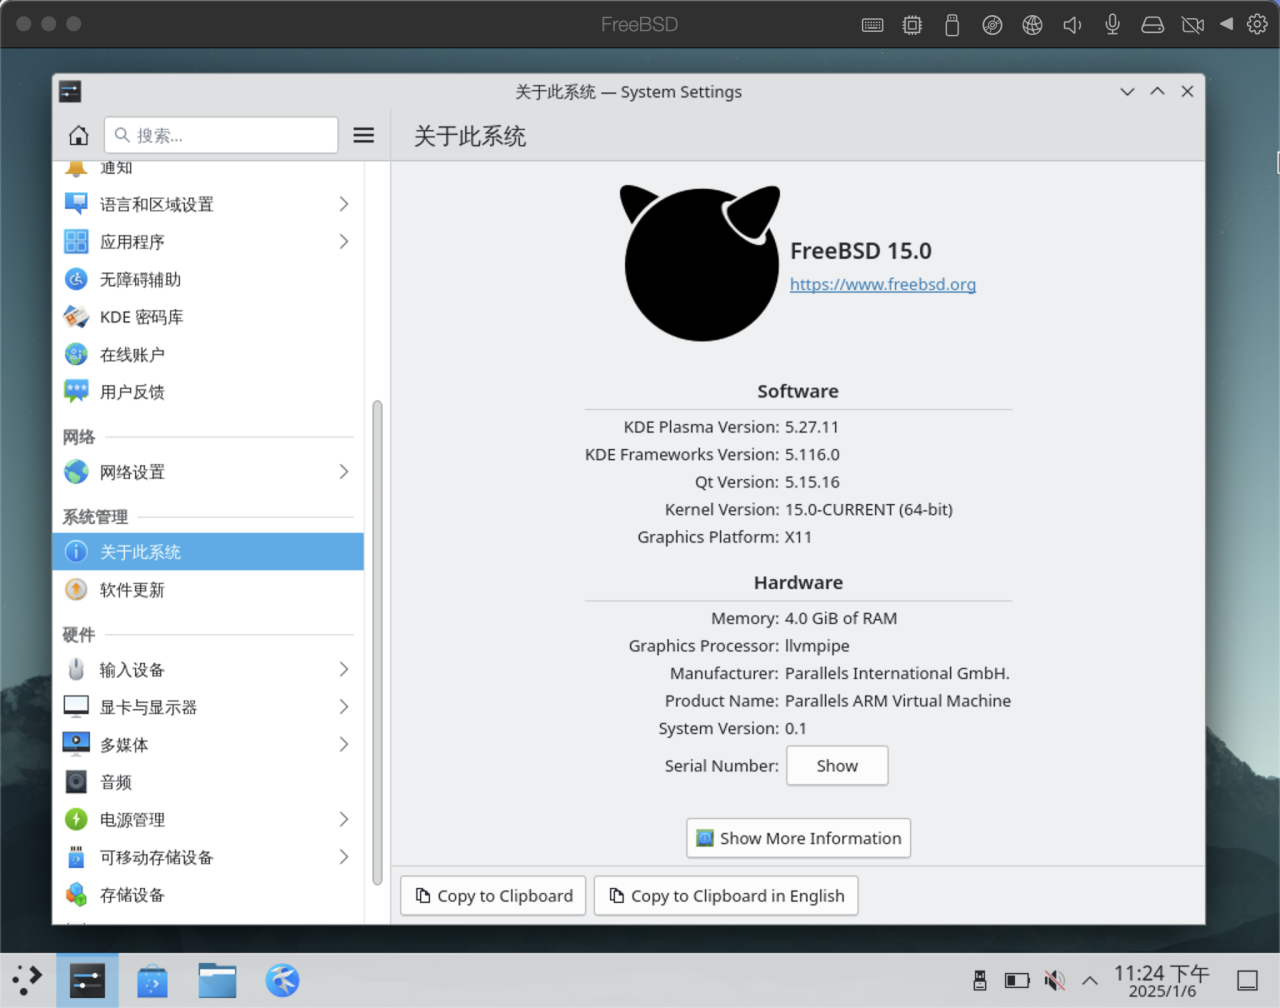 FreeBSD
关于此系统 — System Settings
搜索...
关于此系统
通知
语言和区域设置
应用程序
无障碍辅助
KDE 密码库
在线账户
用户反馈
网络
网络设置
系统管理
关于此系统
软件更新
硬件
输入设备
显卡与显示器
多媒体
音频
电源管理
可移动存储设备
存储设备
FreeBSD 15.0
https://www.freebsd.org
Software
KDE Plasma Version: 5.27.11
KDE Frameworks Version: 5.116.0
Qt Version: 5.15.16
Kernel Version: 15.0-CURRENT (64-bit)
Graphics Platform: X11
Hardware
Memory: 4.0 GiB of RAM
Graphics Processor: llvmpipe
Manufacturer: Parallels International GmbH.
Product Name: Parallels ARM Virtual Machine
System Version: 0.1
Serial Number: Show
Show More Information
Copy to Clipboard
Copy to Clipboard in English
11:24 下午
2025/1/6